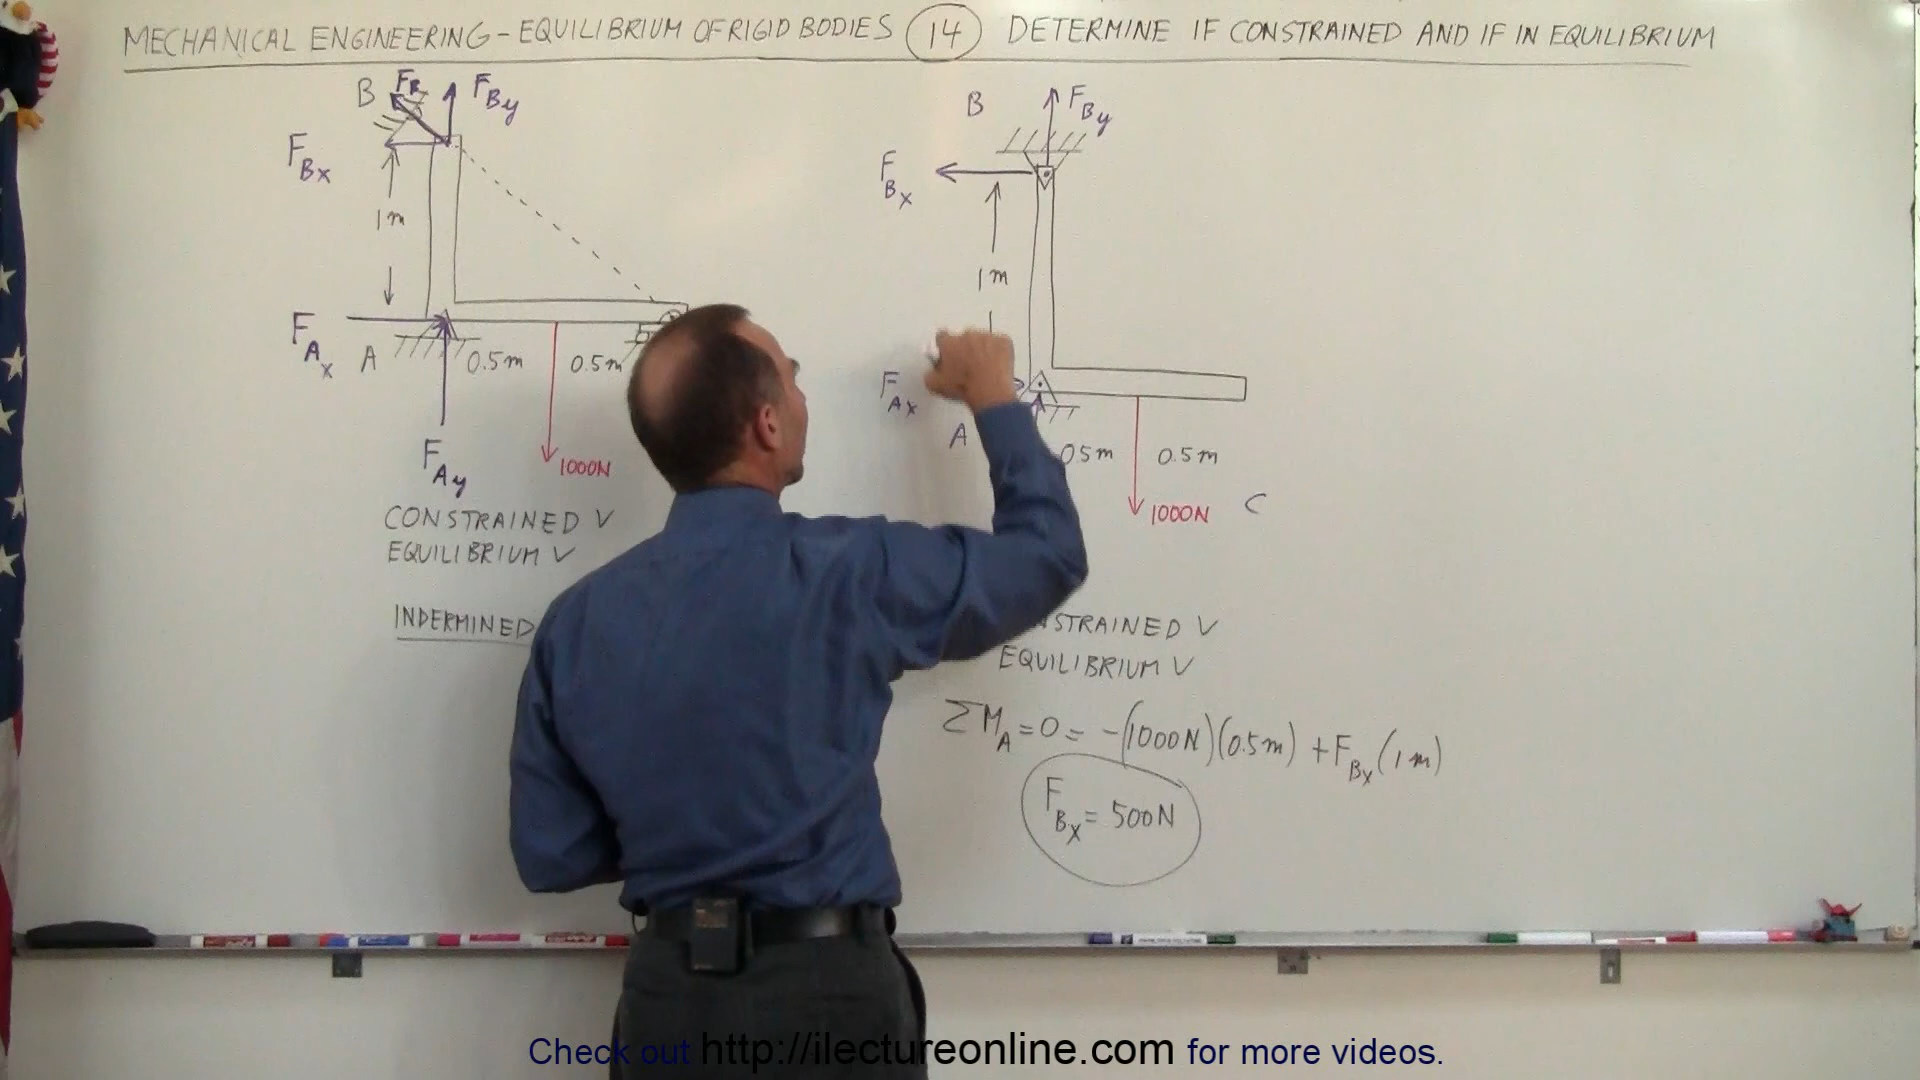 MECHANICAL ENGINEERING - EQUILIBRIUM OF RIGID BODIES 14 DETERMINE IF CONSTRAINED AND IF IN EQUILIBRIUM
B FB FBy
FBx
1m
FAx A 0.5m 0.5m
1000N
FAy
CONSTRAINED V
EQUILIBRIUM V
INDERMINED
B FBy
FBx
1m
FAx
A 0.5m 0.5m
1000N C
STRAINED V
EQUILIBRIUM V
ΣMA = 0 = -(1000N)(0.5m) + FBx(1m)
FBx = 500N
Check out http://ilectureonline.com for more videos.